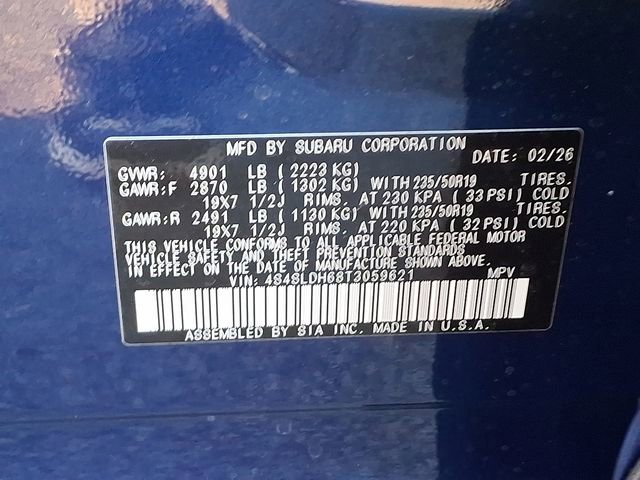 MFD BY SUBARU CORPORATION
DATE: 02/26
GVWR: 4901 LB ( 2223 KG)
GAWR:F 2870 LB ( 1302 KG) WITH 235/50R19 TIRES.
19X7 1/2J RIMS. AT 230 KPA ( 33 PSI) COLD
GAWR:R 2491 LB ( 1130 KG) WITH 235/50R19 TIRES.
19X7 1/2J RIMS. AT 220 KPA ( 32 PSI) COLD
THIS VEHICLE CONFORMS TO ALL APPLICABLE FEDERAL MOTOR
VEHICLE SAFETY AND THEFT PREVENTION STANDARDS
IN EFFECT ON THE DATE OF MANUFACTURE SHOWN ABOVE.
VIN: 4S4SLDH68T3059621 MPV
ASSEMBLED BY SIA INC. MADE IN U.S.A.